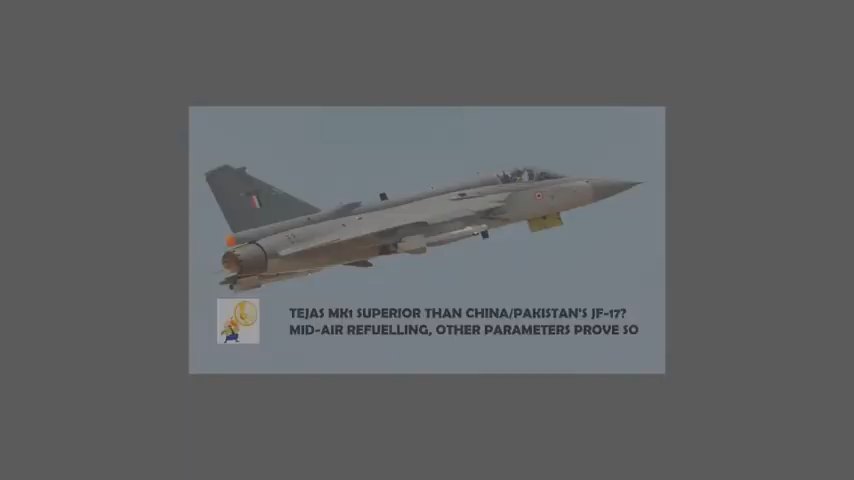 TEJAS MK1 SUPERIOR THAN CHINA/PAKISTAN'S JF-17?
MID-AIR REFUELLING, OTHER PARAMETERS PROVE SO